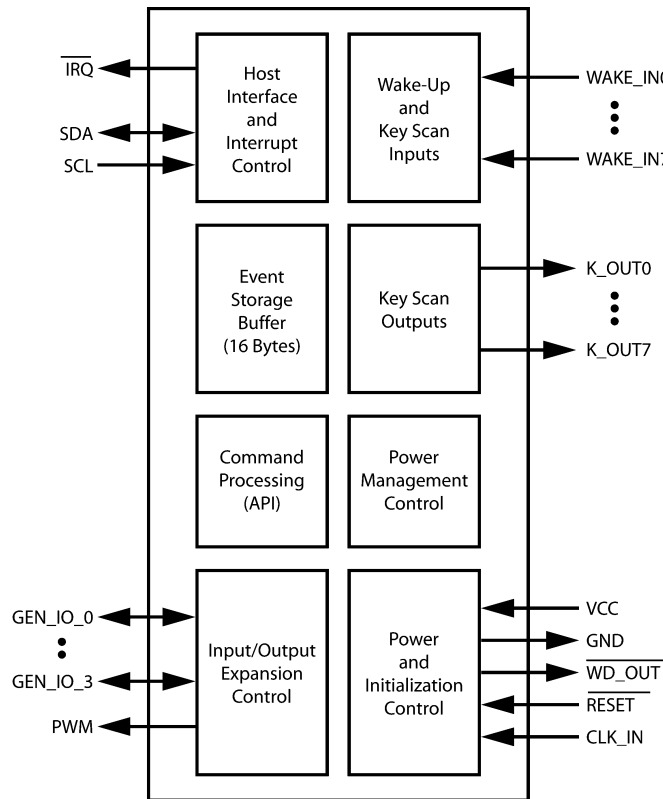 IRQ
SDA
SCL
Host
Interface
and
Interrupt
Control
Wake-Up
and
Key Scan
Inputs
WAKE_IN0
WAKE_IN7
Event
Storage
Buffer
(16 Bytes)
Key Scan
Outputs
K_OUT0
K_OUT7
Command
Processing
(API)
Power
Management
Control
GEN_IO_0
GEN_IO_3
PWM
Input/Output
Expansion
Control
Power
and
Initialization
Control
VCC
GND
WD_OUT
RESET
CLK_IN